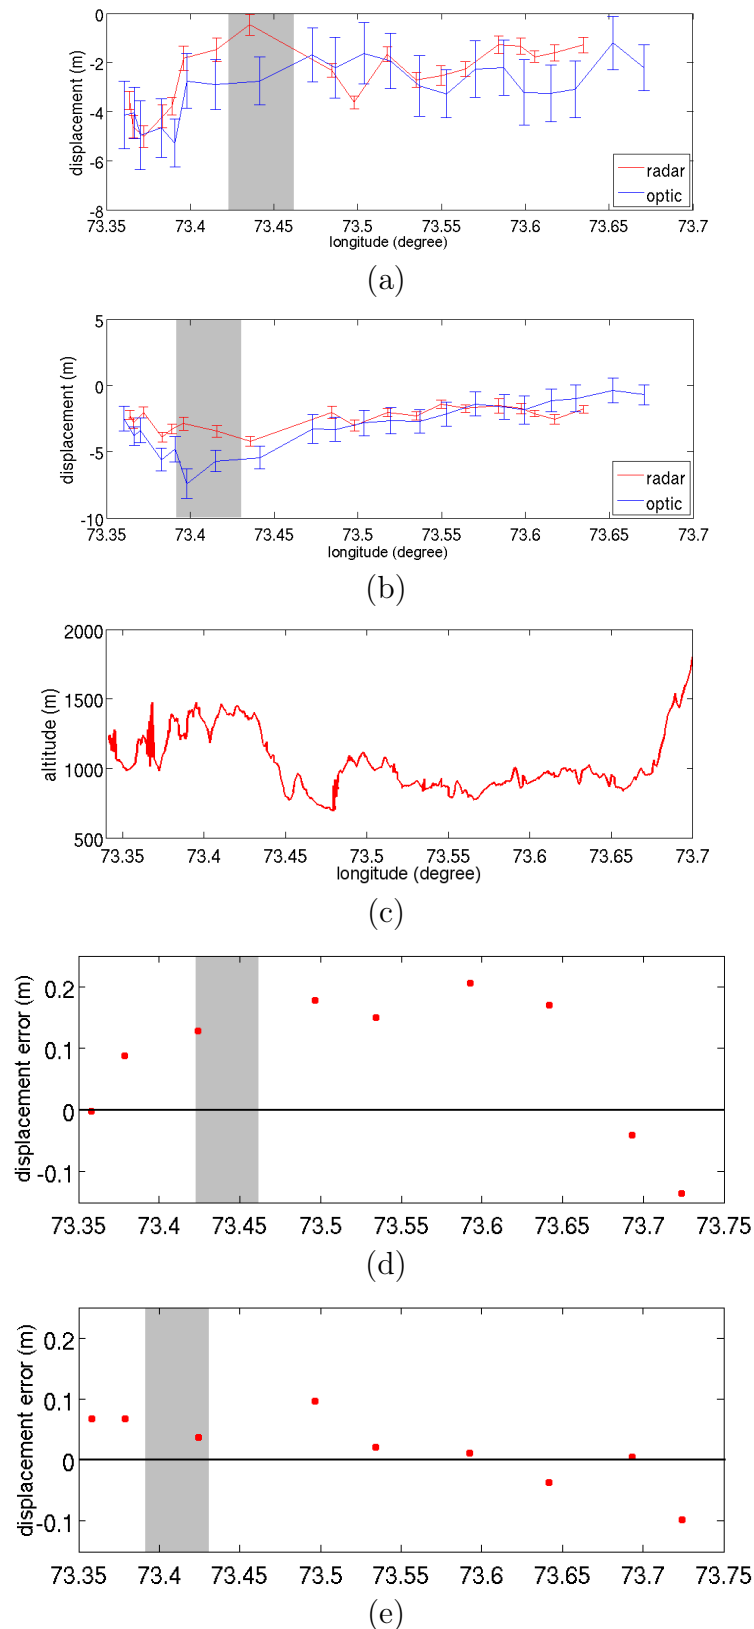 0
-2
-4
-6
-8
displacement (m)
radar
optic
73.35 73.4 73.45 73.5 73.55 73.6 73.65 73.7
longitude (degree)
(a)
5
0
-5
-10
displacement (m)
radar
optic
73.35 73.4 73.45 73.5 73.55 73.6 73.65 73.7
longitude (degree)
(b)
2000
1500
1000
500
altitude (m)
73.35 73.4 73.45 73.5 73.55 73.6 73.65 73.7
longitude (degree)
(c)
0.2
0.1
0
-0.1
displacement error (m)
73.35 73.4 73.45 73.5 73.55 73.6 73.65 73.7 73.75
(d)
0.2
0.1
0
-0.1
displacement error (m)
73.35 73.4 73.45 73.5 73.55 73.6 73.65 73.7 73.75
(e)